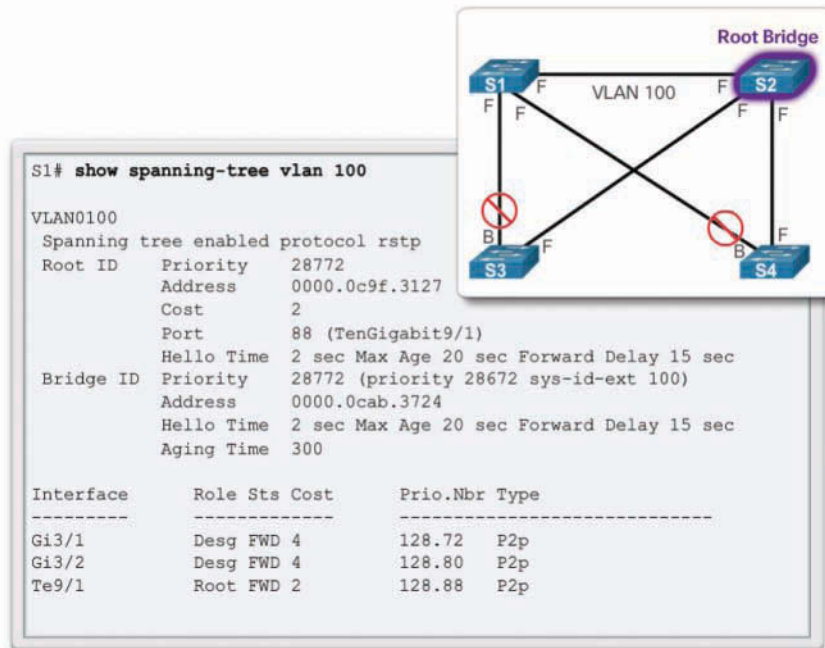 Root Bridge
S1 F VLAN 100 F S2
F F F F
B F B F
S3 S4
S1# show spanning-tree vlan 100
VLAN0100
Spanning tree enabled protocol rstp
Root ID Priority 28772
Address 0000.0c9f.3127
Cost 2
Port 88 (TenGigabit9/1)
Hello Time 2 sec Max Age 20 sec Forward Delay 15 sec
Bridge ID Priority 28772 (priority 28672 sys-id-ext 100)
Address 0000.0cab.3724
Hello Time 2 sec Max Age 20 sec Forward Delay 15 sec
Aging Time 300
Interface Role Sts Cost Prio.Nbr Type
--------- -------------- -------------------------------
Gi3/1 Desg FWD 4 128.72 P2p
Gi3/2 Desg FWD 4 128.80 P2p
Te9/1 Root FWD 2 128.88 P2p